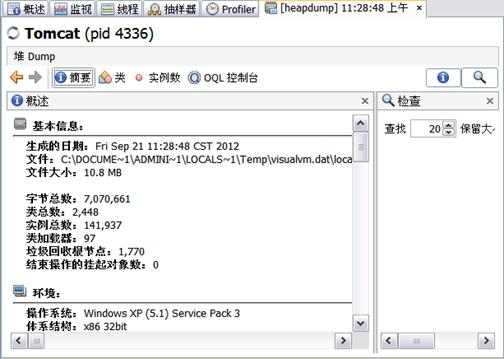 概述 监视 线程 抽样器 Profiler [heapdump] 11:28:48 上午
Tomcat (pid 4336)
堆 Dump
摘要 类 实例数 OQL 控制台
概述
检查
基本信息：
生成的日期： Fri Sep 21 11:28:48 CST 2012
文件： C:\DOCUME~1\ADMINI~1\LOCALS~1\Temp\visualvm.dat\loca
文件大小： 10.8 MB
字节总数： 7,070,661
类总数： 2,448
实例总数： 141,937
类加载器： 97
垃圾回收根节点： 1,770
结束操作的挂起对象数： 0
环境：
操作系统： Windows XP (5.1) Service Pack 3
体系结构： x86 32bit
查找 20 保留大